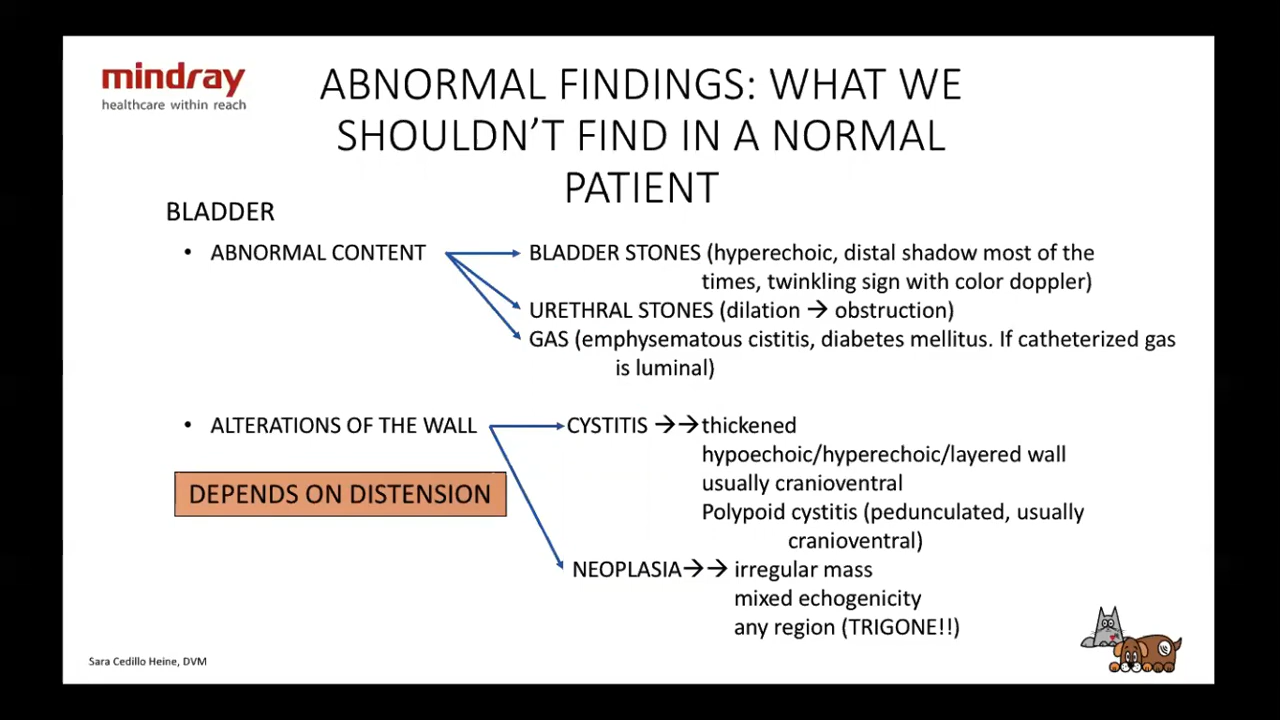 mindray
healthcare within reach
ABNORMAL FINDINGS: WHAT WE
SHOULDN’T FIND IN A NORMAL
PATIENT
BLADDER
• ABNORMAL CONTENT
BLADDER STONES (hyperechoic, distal shadow most of the
times, twinkling sign with color doppler)
URETHRAL STONES (dilation → obstruction)
GAS (emphysematous cistitis, diabetes mellitus. If catheterized gas
is luminal)
• ALTERATIONS OF THE WALL
CYSTITIS →→thickened
hypoechoic/hyperechoic/layered wall
usually cranioventral
Polypoid cystitis (pedunculated, usually
cranioventral)
DEPENDS ON DISTENSION
NEOPLASIA→→ irregular mass
mixed echogenicity
any region (TRIGONE!!)
Sara Cedillo Heine, DVM